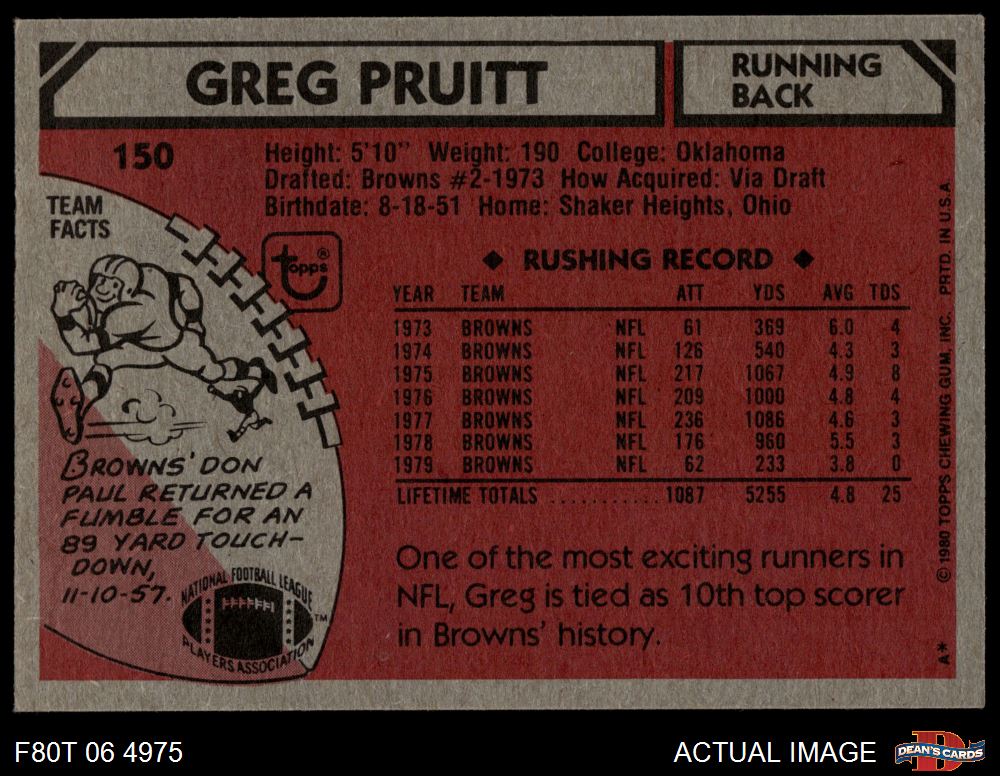 GREG PRUITT
RUNNING
BACK
150
Height: 5'10" Weight: 190 College: Oklahoma
Drafted: Browns #2-1973 How Acquired: Via Draft
Birthdate: 8-18-51 Home: Shaker Heights, Ohio
TEAM
FACTS
topps®
◆ RUSHING RECORD ◆
YEAR TEAM ATT YDS AVG TDS
1973 BROWNS NFL 61 369 6.0 4
1974 BROWNS NFL 126 540 4.3 3
1975 BROWNS NFL 217 1067 4.9 8
1976 BROWNS NFL 209 1000 4.8 4
1977 BROWNS NFL 236 1086 4.6 3
1978 BROWNS NFL 176 960 5.5 3
1979 BROWNS NFL 62 233 3.8 0
LIFETIME TOTALS ............ 1087 5255 4.8 25
BROWNS' DON
PAUL RETURNED A
FUMBLE FOR AN
89 YARD TOUCH-
DOWN,
11-10-57.
NATIONAL FOOTBALL LEAGUE
PLAYERS ASSOCIATION
TM
One of the most exciting runners in
NFL, Greg is tied as 10th top scorer
in Browns' history.
A* © 1980 TOPPS CHEWING GUM, INC. PRTD. IN U.S.A.
F80T 06 4975
ACTUAL IMAGE
D
DEAN'S CARDS